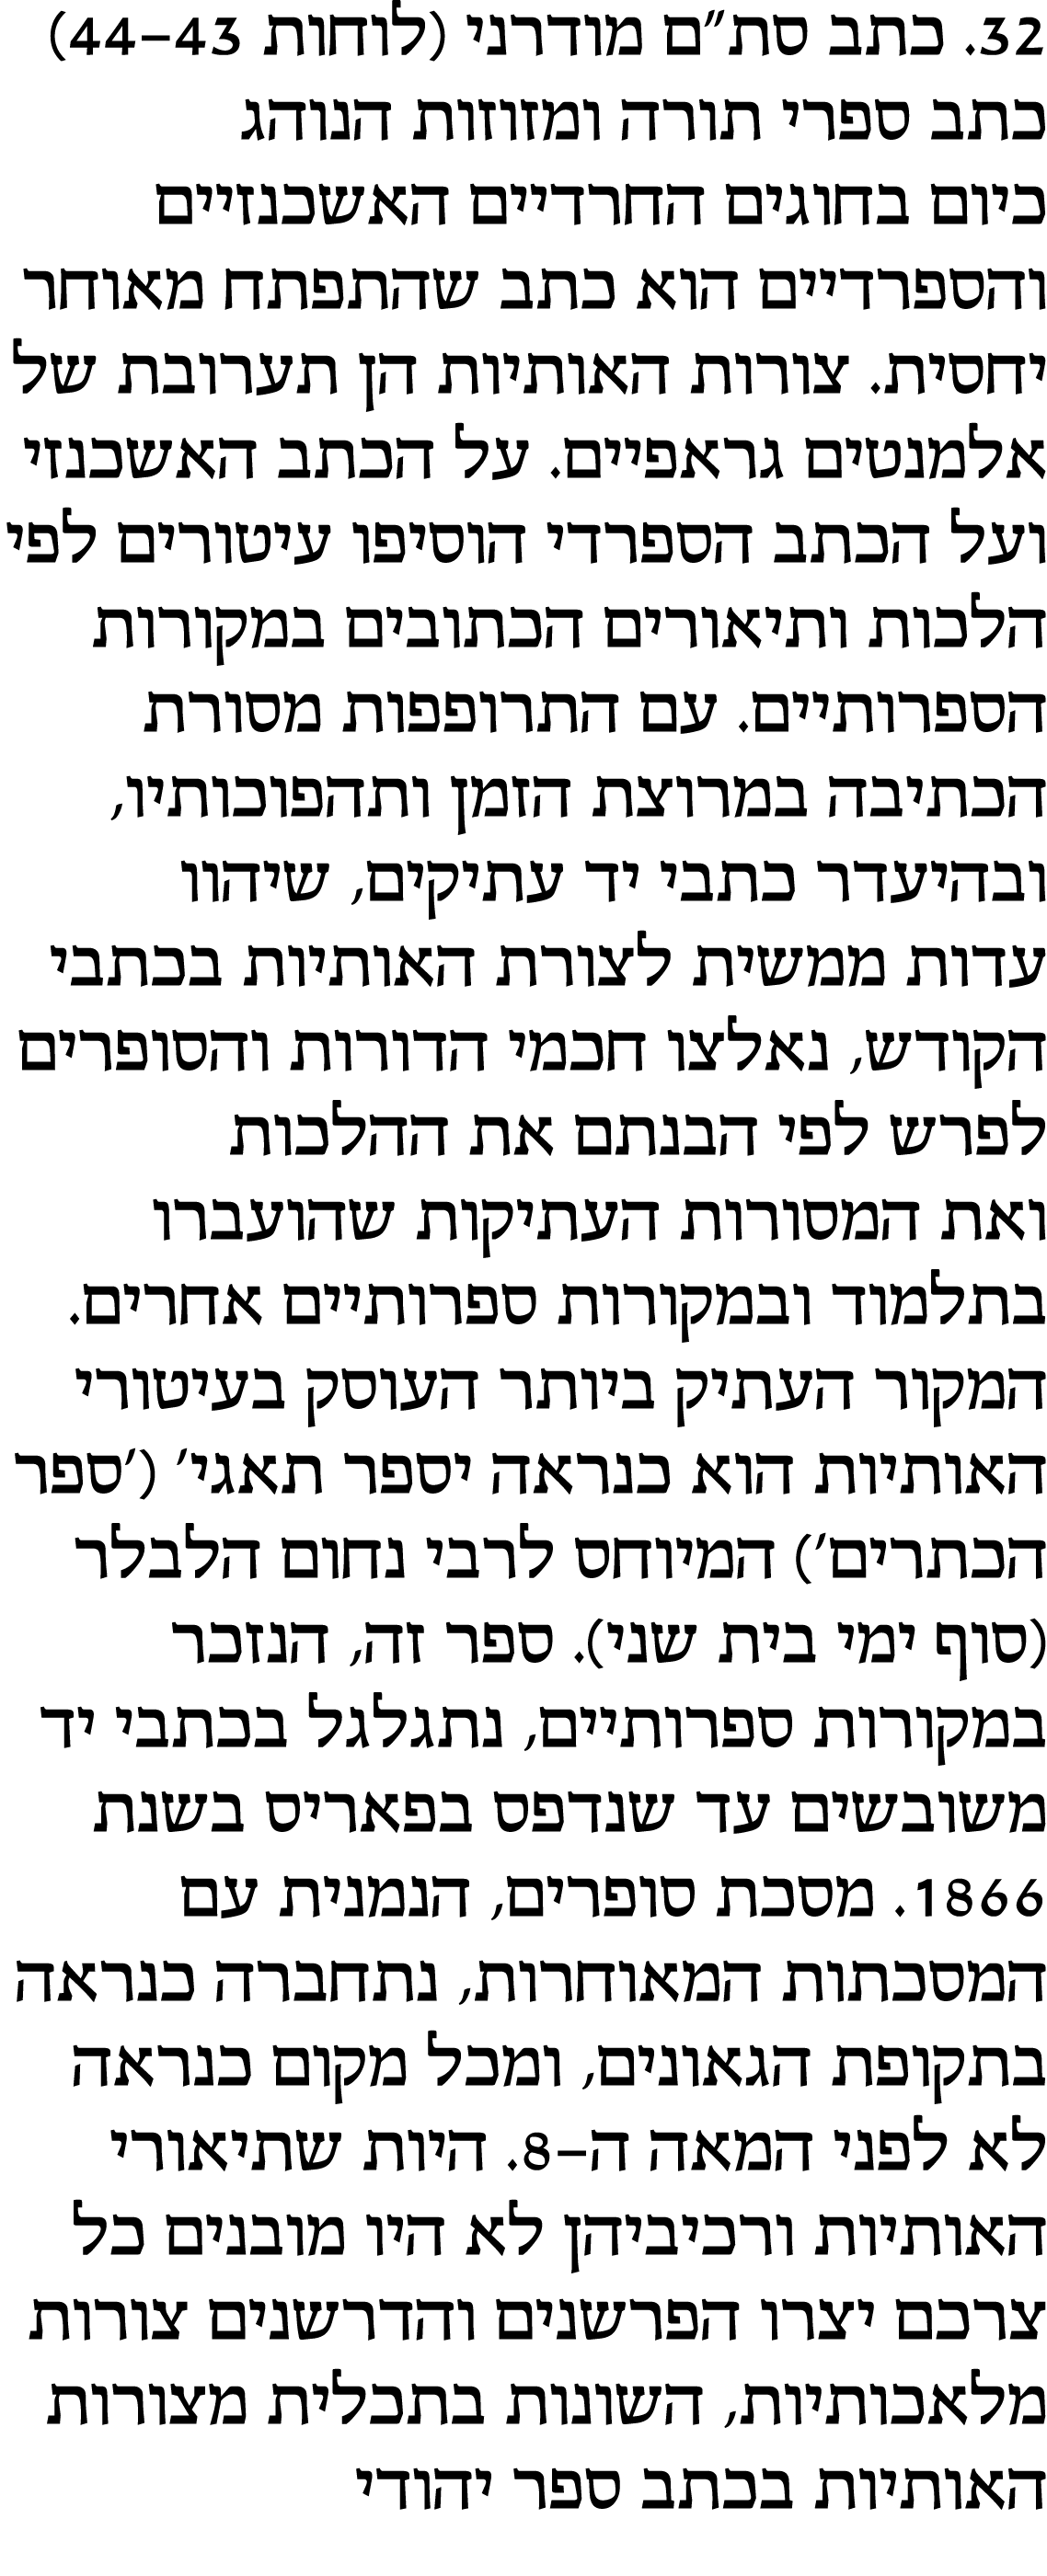 32. כתב סת"ם מודרני (לוחות 43–44)
כתב ספרי תורה ומזוזות הנוהג
כיום בחוגים החרדיים האשכנזיים
והספרדיים הוא כתב שהתפתח מאוחר
יחסית. צורות האותיות הן תערובת של
אלמנטים גראפיים. על הכתב האשכנזי
ועל הכתב הספרדי הוסיפו עיטורים לפי
הלכות ותיאורים הכתובים במקורות
הספרותיים. עם התרופפות מסורת
הכתיבה במרוצת הזמן ותהפוכותיו,
ובהיעדר כתבי יד עתיקים, שיהוו
עדות ממשית לצורת האותיות בכתבי
הקודש, נאלצו חכמי הדורות והסופרים
לפרש לפי הבנתם את ההלכות
ואת המסורות העתיקות שהועברו
בתלמוד ובמקורות ספרותיים אחרים.
המקור העתיק ביותר העוסק בעיטורי
האותיות הוא כנראה יספר תאגי' ('ספר
הכתרים') המיוחס לרבי נחום הלבלר
(סוף ימי בית שני). ספר זה, הנזכר
במקורות ספרותיים, נתגלגל בכתבי יד
משובשים עד שנדפס בפאריס בשנת
1866. מסכת סופרים, הנמנית עם
המסכתות המאוחרות, נתחברה כנראה
בתקופת הגאונים, ומכל מקום כנראה
לא לפני המאה ה–8. היות שתיאורי
האותיות ורכיביהן לא היו מובנים כל
צרכם יצרו הפרשנים והדרשנים צורות
מלאכותיות, השונות בתכלית מצורות
האותיות בכתב ספר יהודי